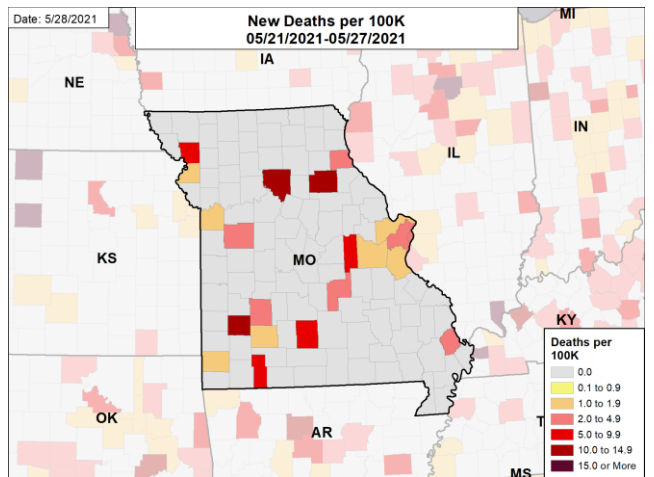 Date: 5/28/2021
New Deaths per 100K
05/21/2021-05/27/2021
MI
IA
NE
IN
IL
KS
MO
KY
OK
AR
T
MS
Deaths per
100K
0.0
0.1 to 0.9
1.0 to 1.9
2.0 to 4.9
5.0 to 9.9
10.0 to 14.9
15.0 or More